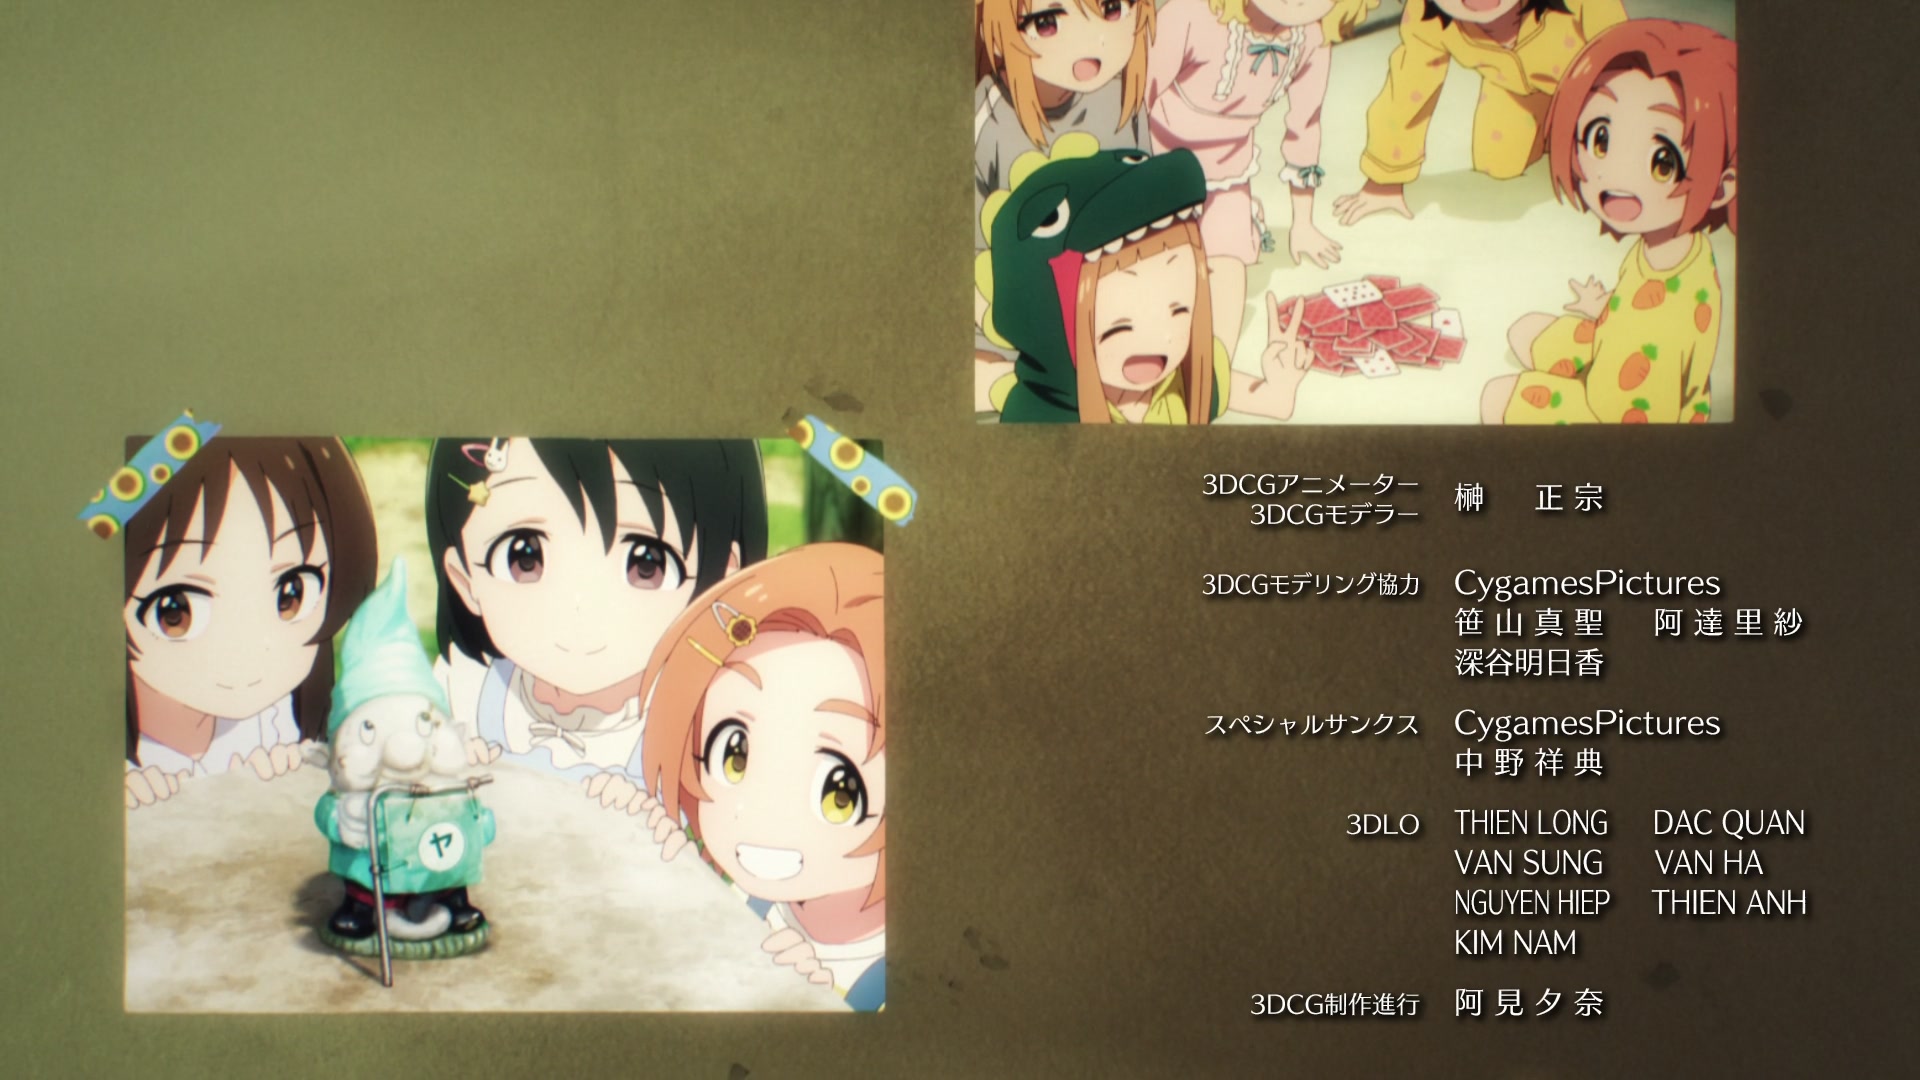 3DCGアニメーター
3DCGモデラー
榊 正宗
3DCGモデリング協力 CygamesPictures
笹山真聖 阿達里紗
深谷明日香
スペシャルサンクス CygamesPictures
中野祥典
3DLO THIEN LONG DAC QUAN
VAN SUNG VAN HA
NGUYEN HIEP THIEN ANH
KIM NAM
3DCG制作進行 阿見夕奈
ヤ